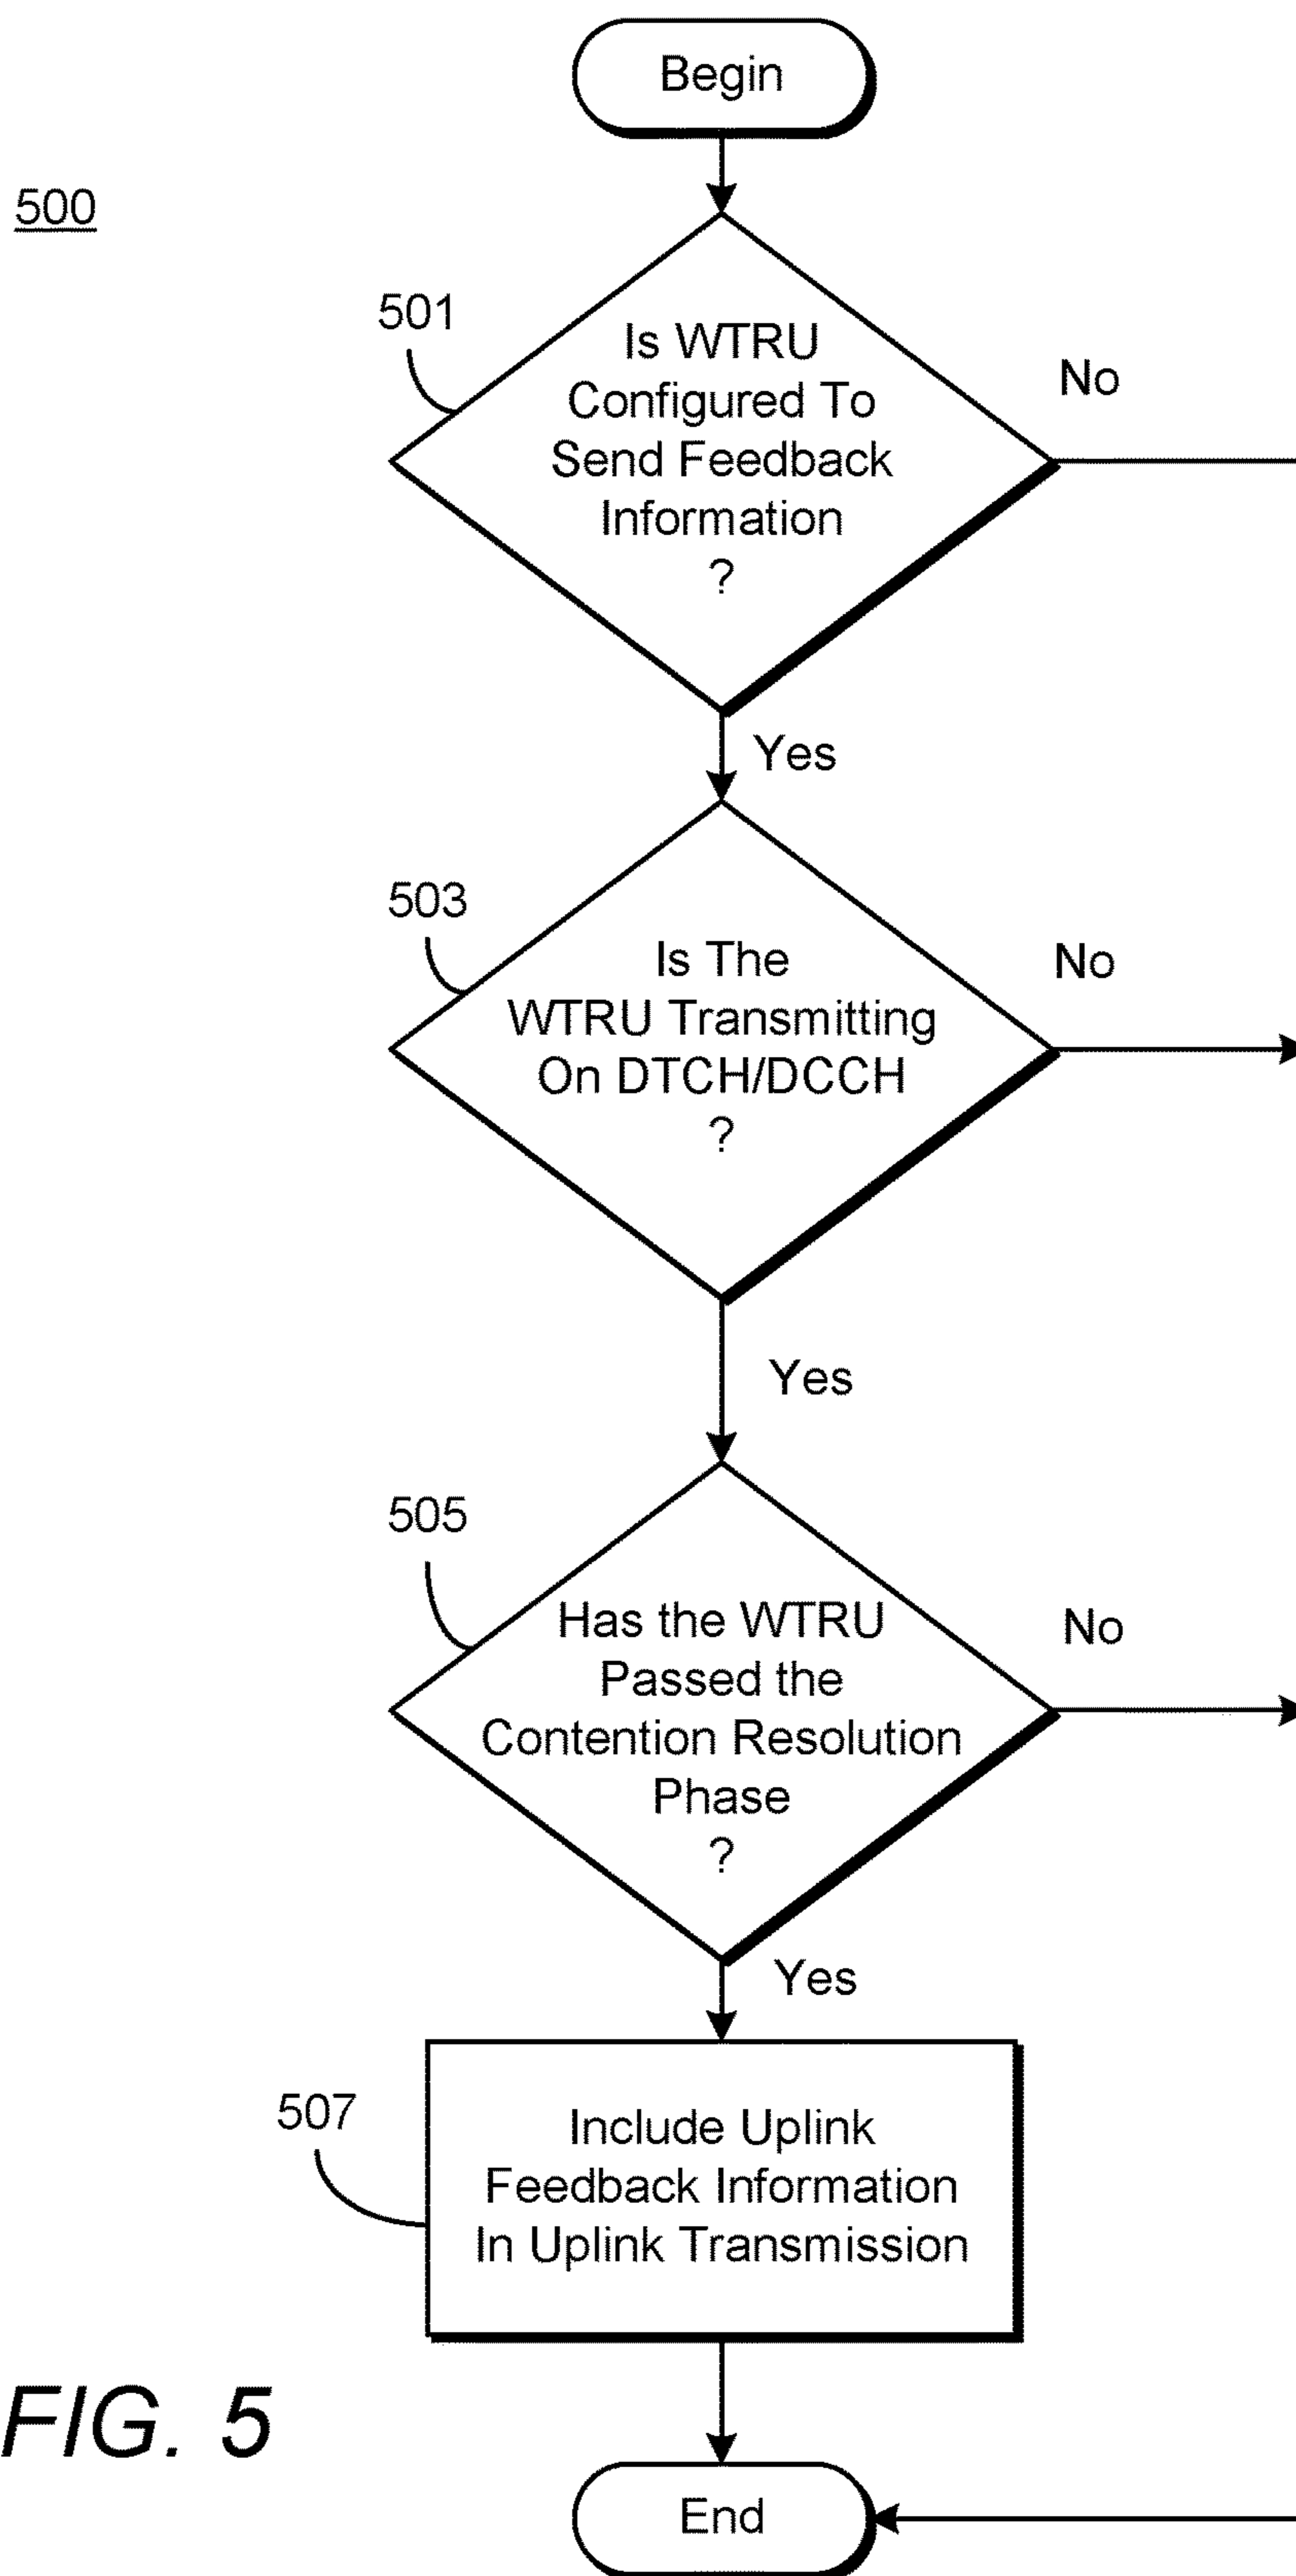 Begin
500
501
Is WTRU
Configured To
Send Feedback
Information
?
No
Yes
503
Is The
WTRU Transmitting
On DTCH/DCCH
?
No
Yes
505
Has the WTRU
Passed the
Contention Resolution
Phase
?
No
Yes
507
Include Uplink
Feedback Information
In Uplink Transmission
FIG. 5
End